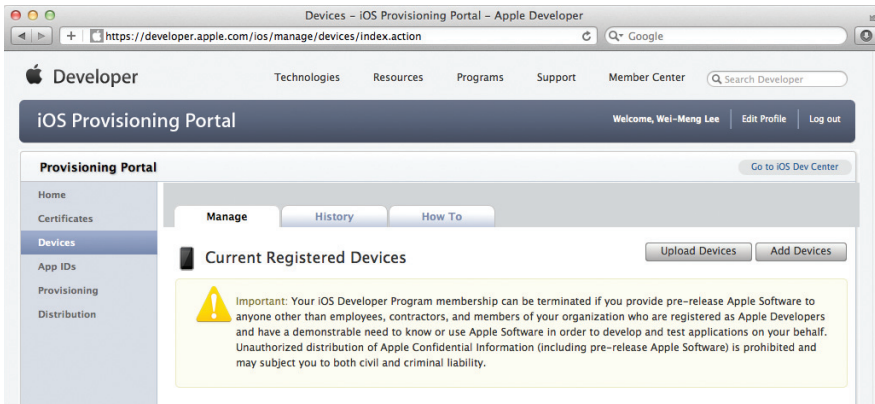 Devices – iOS Provisioning Portal – Apple Developer
https://developer.apple.com/ios/manage/devices/index.action
Google
Developer
Technologies Resources Programs Support Member Center Search Developer
iOS Provisioning Portal
Welcome, Wei-Meng Lee Edit Profile Log out
Provisioning Portal
Go to iOS Dev Center
Home
Certificates
Devices
App IDs
Provisioning
Distribution
Manage History How To
Current Registered Devices
Upload Devices Add Devices
Important: Your iOS Developer Program membership can be terminated if you provide pre-release Apple Software to
anyone other than employees, contractors, and members of your organization who are registered as Apple Developers
and have a demonstrable need to know or use Apple Software in order to develop and test applications on your behalf.
Unauthorized distribution of Apple Confidential Information (including pre-release Apple Software) is prohibited and
may subject you to both civil and criminal liability.